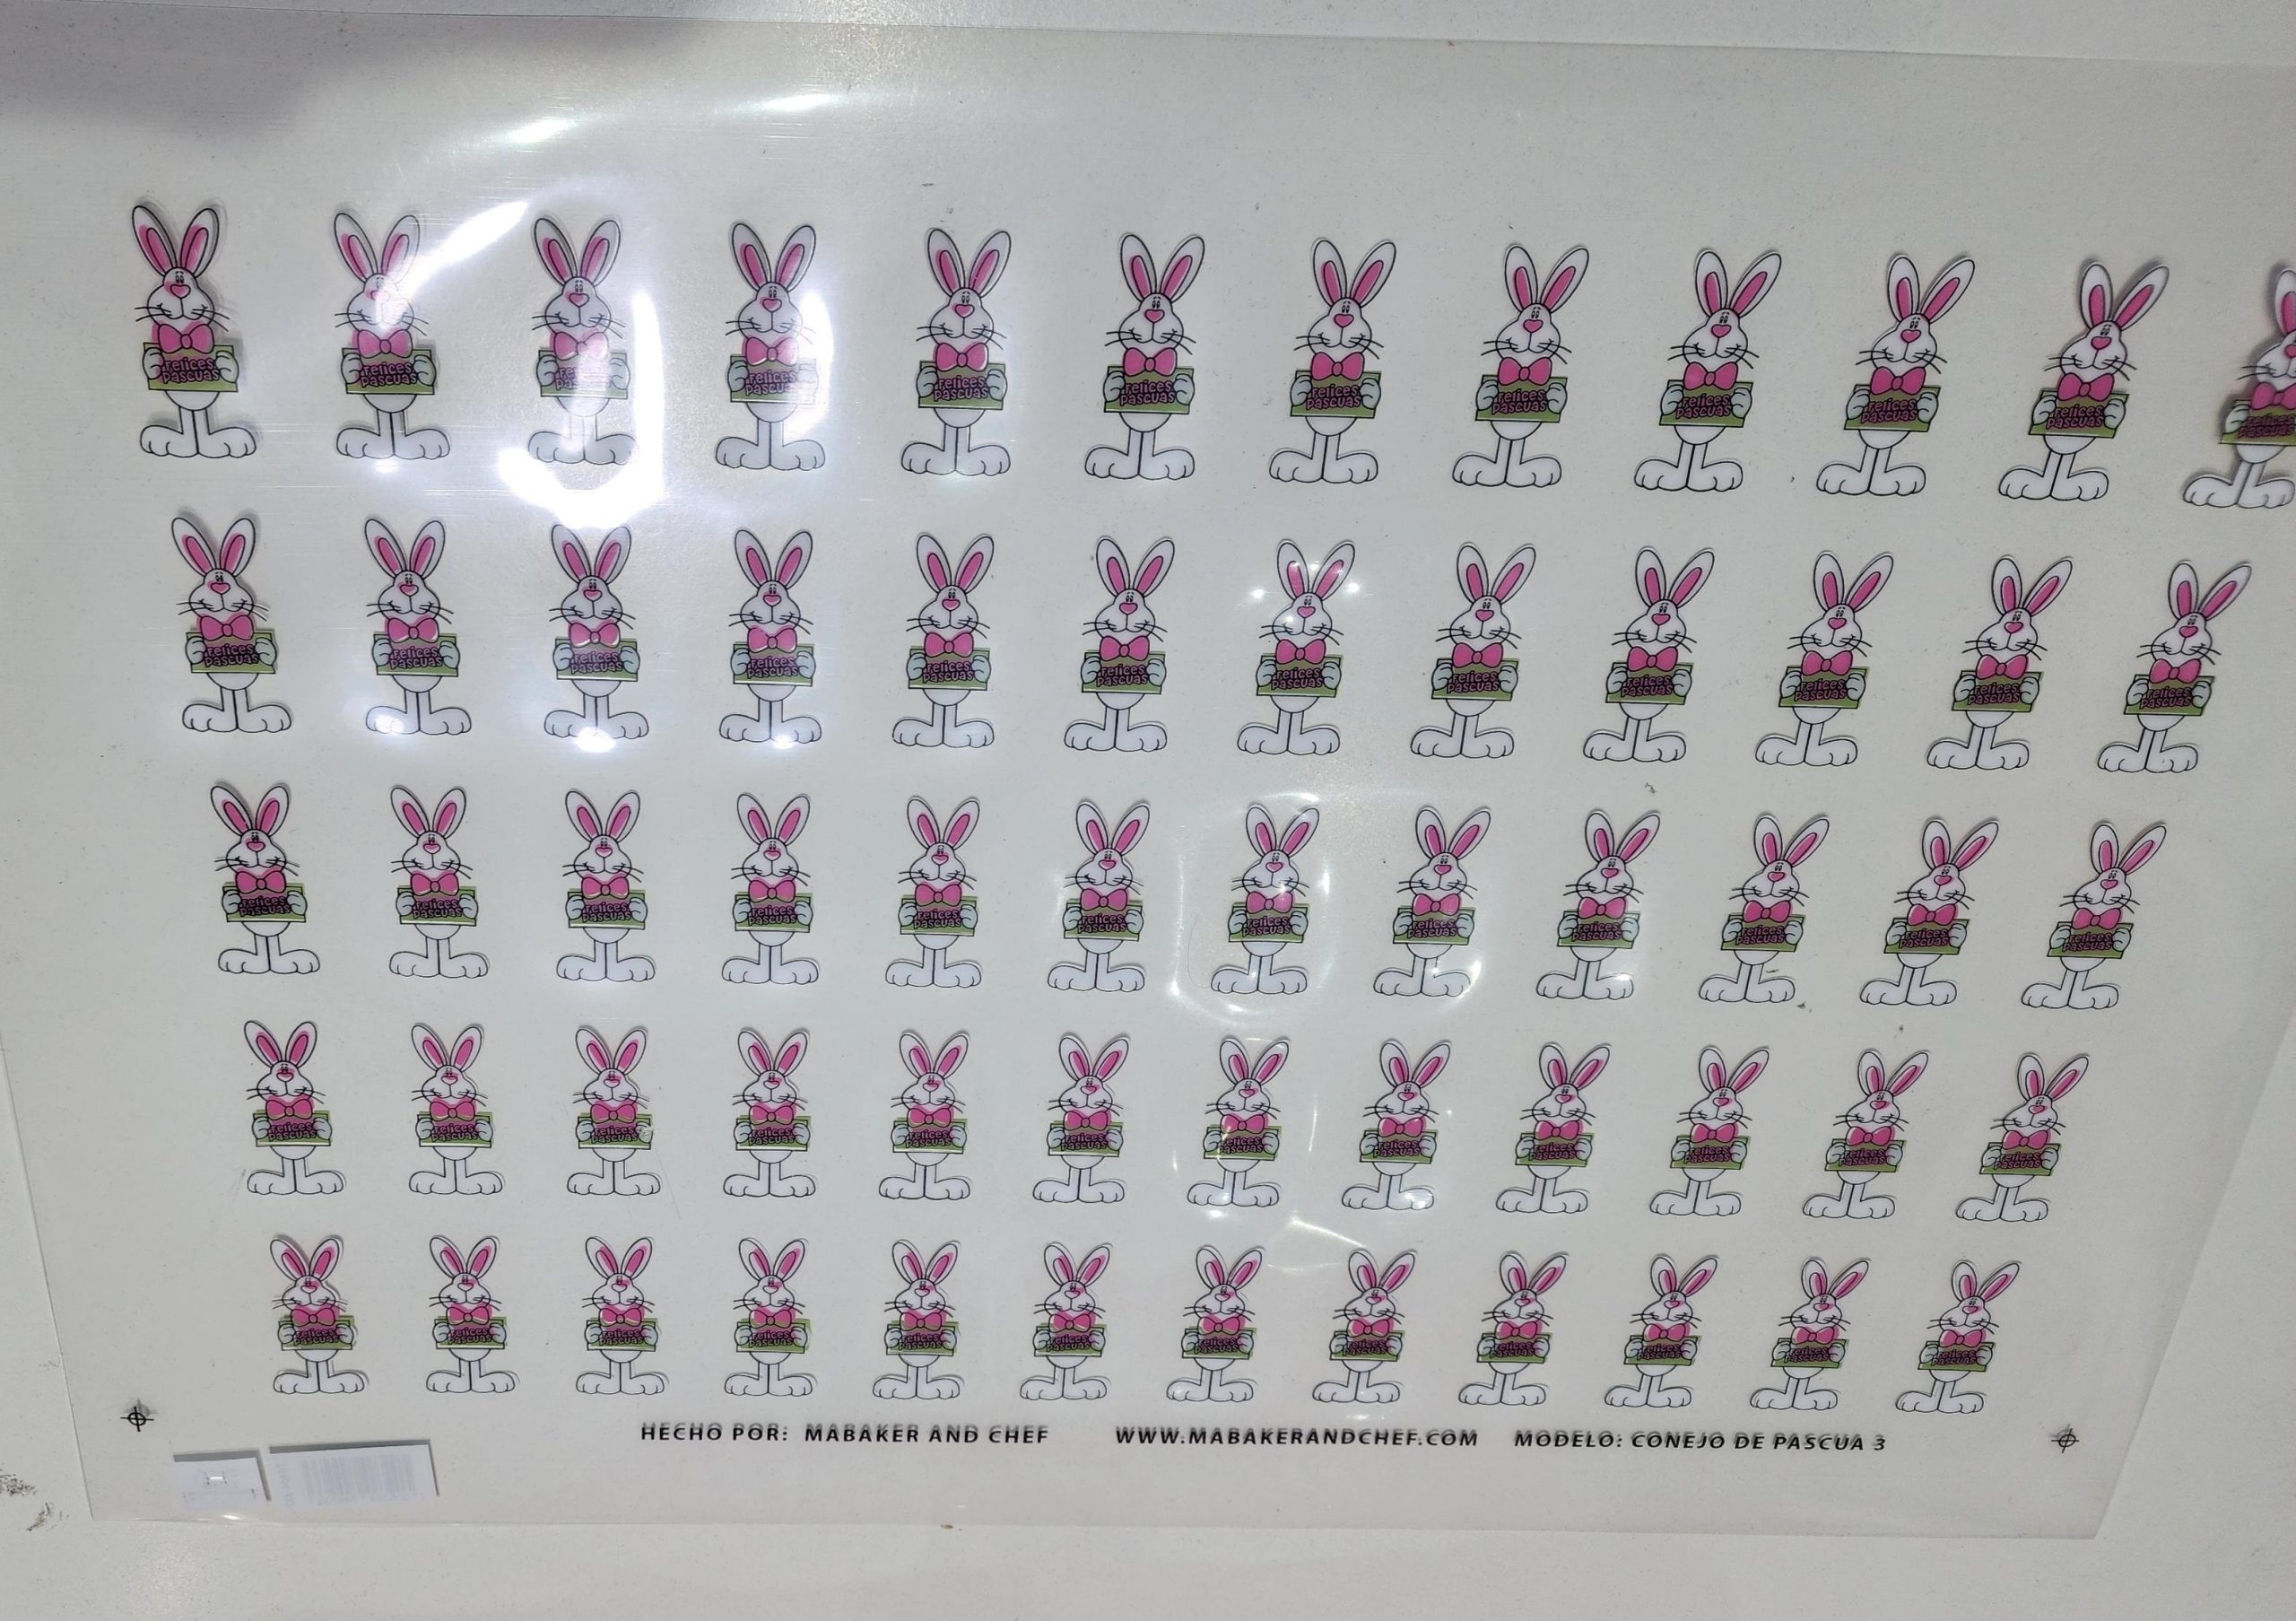 Felices
Pascuas
HECHO POR: MABAKER AND CHEF WWW.MABAKERANDCHEF.COM MODELO: CONEJO DE PASCUA 3